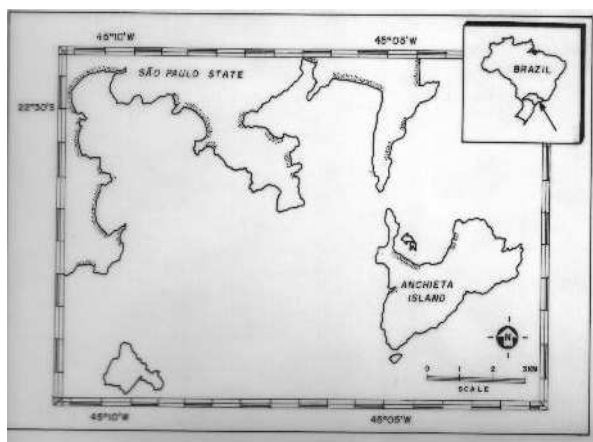 45°10'W
45°05'W
SÃO PAULO STATE
BRAZIL
22°30'S
N
ANCHIETA
ISLAND
N
0 1 2 3KM
SCALE
45°10'W
45°05'W